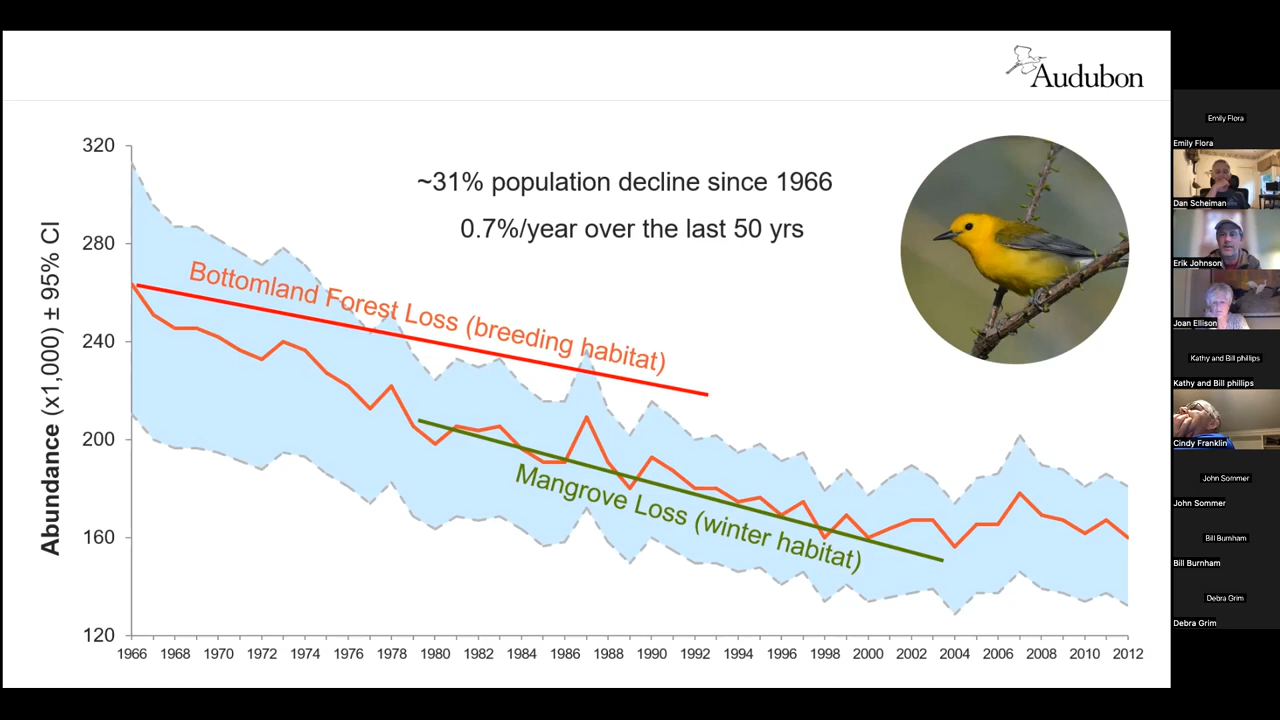 Audubon
~31% population decline since 1966
0.7%/year over the last 50 yrs
Bottomland Forest Loss (breeding habitat)
Mangrove Loss (winter habitat)
Abundance (x1,000) ± 95% CI
320
280
240
200
160
120
1966 1968 1970 1972 1974 1976 1978 1980 1982 1984 1986 1988 1990 1992 1994 1996 1998 2000 2002 2004 2006 2008 2010 2012
Emily Flora
Emily Flora
Dan Scheiman
Erik Johnson
Joan Ellison
Kathy and Bill phillips
Kathy and Bill phillips
Cindy Franklin
John Sommer
John Sommer
Bill Burnham
Bill Burnham
Debra Grim
Debra Grim